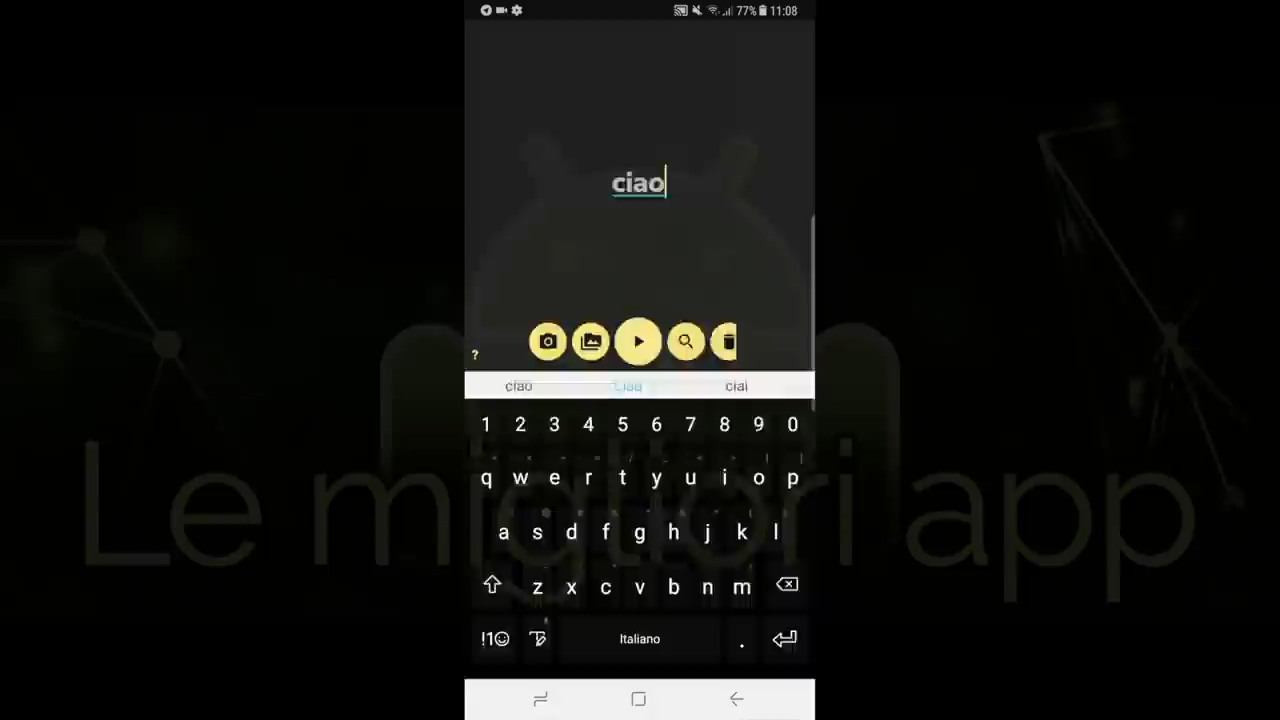 77% 11:08
ciao
?
ciao ciao ciai
1 2 3 4 5 6 7 8 9 0
q w e r t y u i o p
a s d f g h j k l
z x c v b n m
!1 Italiano .
Le migliori app